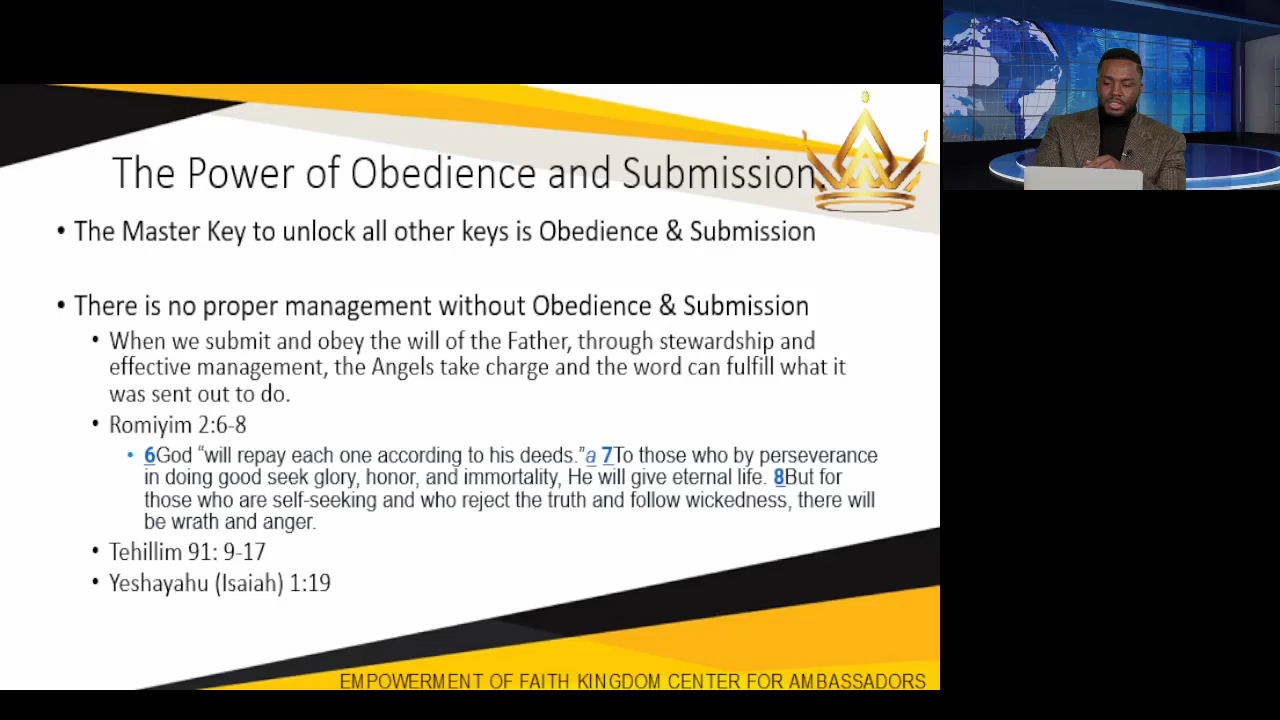 The Power of Obedience and Submission.
• The Master Key to unlock all other keys is Obedience & Submission
• There is no proper management without Obedience & Submission
• When we submit and obey the will of the Father, through stewardship and
effective management, the Angels take charge and the word can fulfill what it
was sent out to do.
• Romiyim 2:6-8
• 6God “will repay each one according to his deeds.”a 7To those who by perseverance
in doing good seek glory, honor, and immortality, He will give eternal life. 8But for
those who are self-seeking and who reject the truth and follow wickedness, there will
be wrath and anger.
• Tehillim 91: 9-17
• Yeshayahu (Isaiah) 1:19
EMPOWERMENT OF FAITH KINGDOM CENTER FOR AMBASSADORS